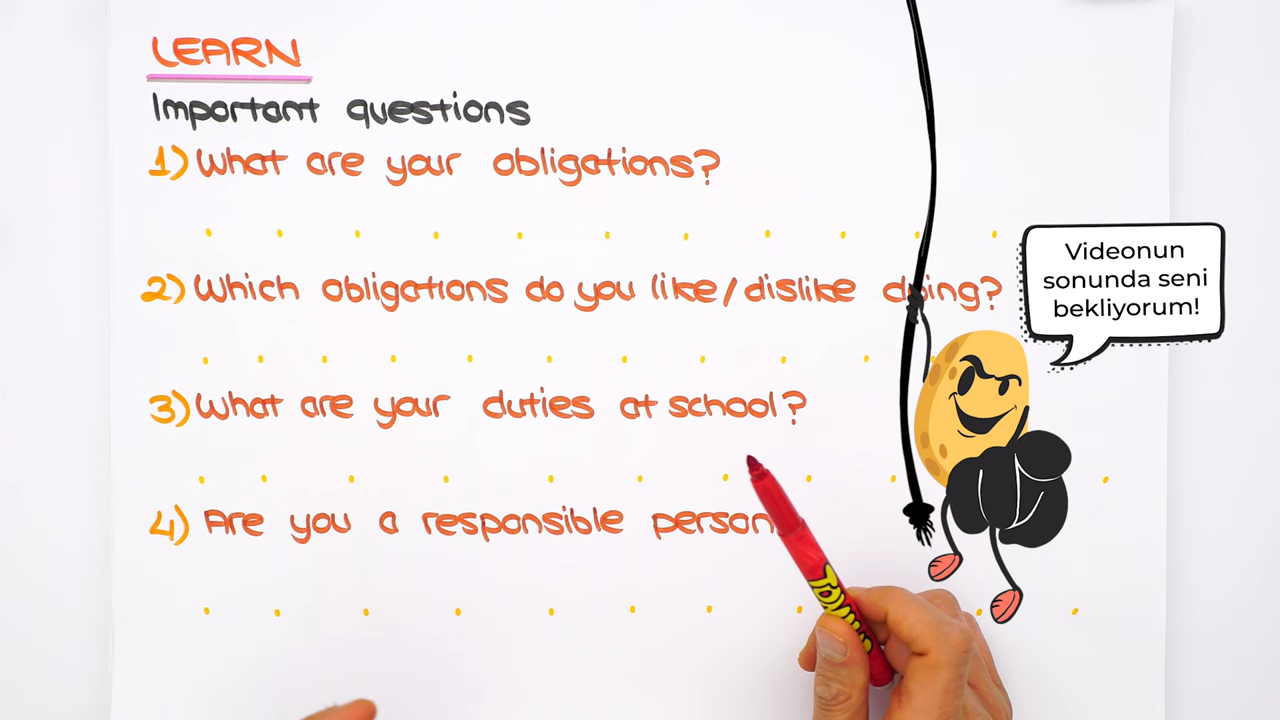 LEARN
Important questions
1) What are your obligations?
2) Which obligations do you like/dislike doing?
3) What are your duties at school?
4) Are you a responsible person
Videonun
sonunda seni
bekliyorum!